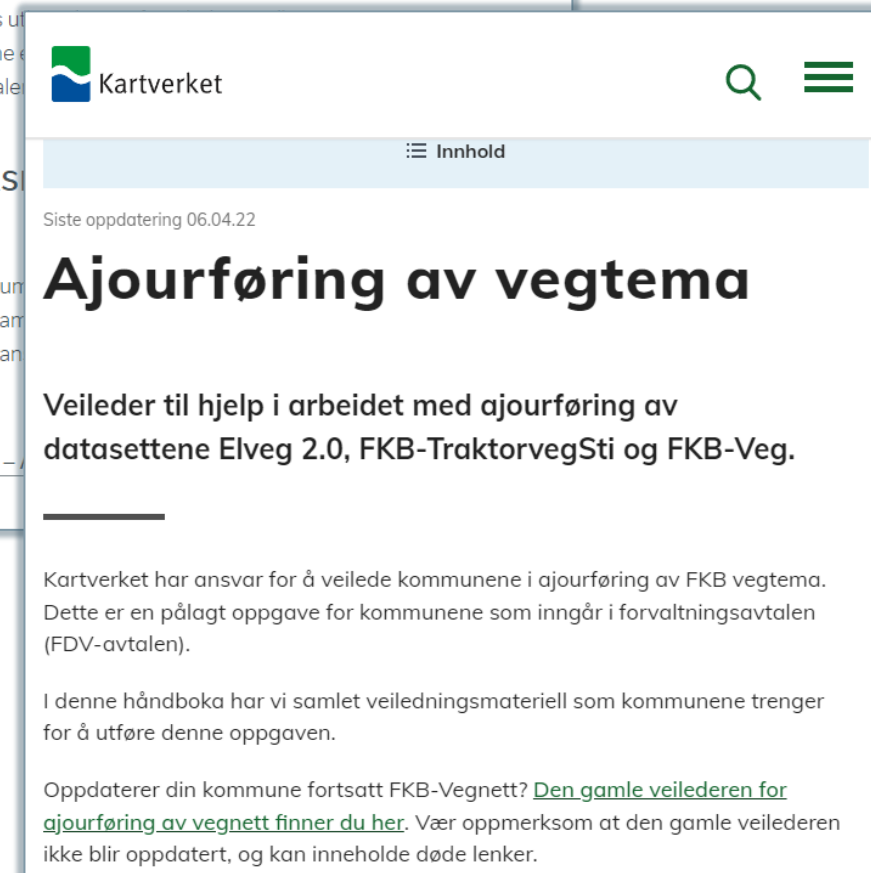 Kartverket
Innhold
Siste oppdatering 06.04.22
Ajourføring av vegtema
Veileder til hjelp i arbeidet med ajourføring av
datasettene Elveg 2.0, FKB-TraktorvegSti og FKB-Veg.
Kartverket har ansvar for å veilede kommunene i ajourføring av FKB vegtema.
Dette er en pålagt oppgave for kommunene som inngår i forvaltningsavtalen
(FDV-avtalen).
I denne håndboka har vi samlet veiledningsmateriell som kommunene trenger
for å utføre denne oppgaven.
Oppdaterer din kommune fortsatt FKB-Vegnett? Den gamle veilederen for
ajourføring av vegnett finner du her. Vær oppmerksom at den gamle veilederen
ikke blir oppdatert, og kan inneholde døde lenker.